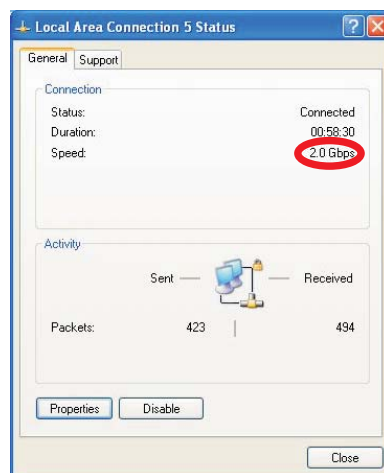 Local Area Connection 5 Status
General Support
Connection
Status: Connected
Duration: 00:58:30
Speed: 2.0 Gbps
Activity
Sent — — Received
Packets: 423 | 494
Properties Disable
Close